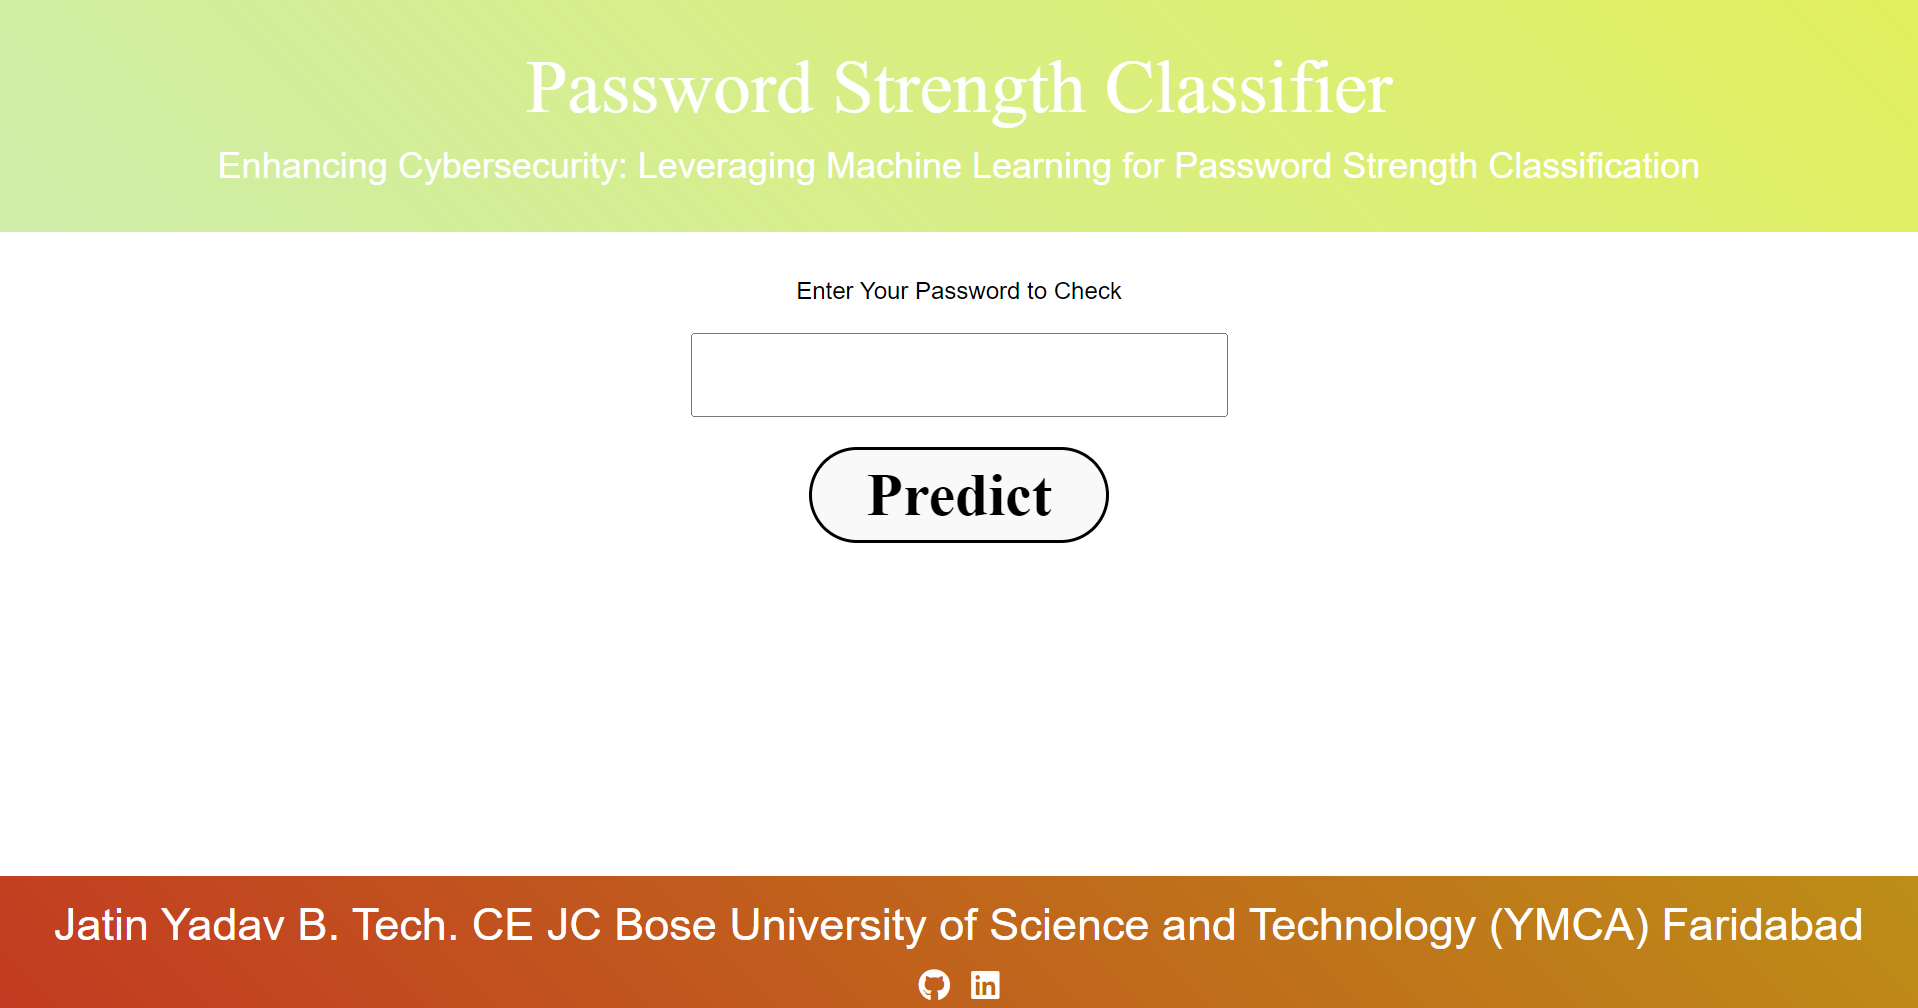 Password Strength Classifier
Enhancing Cybersecurity: Leveraging Machine Learning for Password Strength Classification
Enter Your Password to Check
Predict
Jatin Yadav B. Tech. CE JC Bose University of Science and Technology (YMCA) Faridabad
in